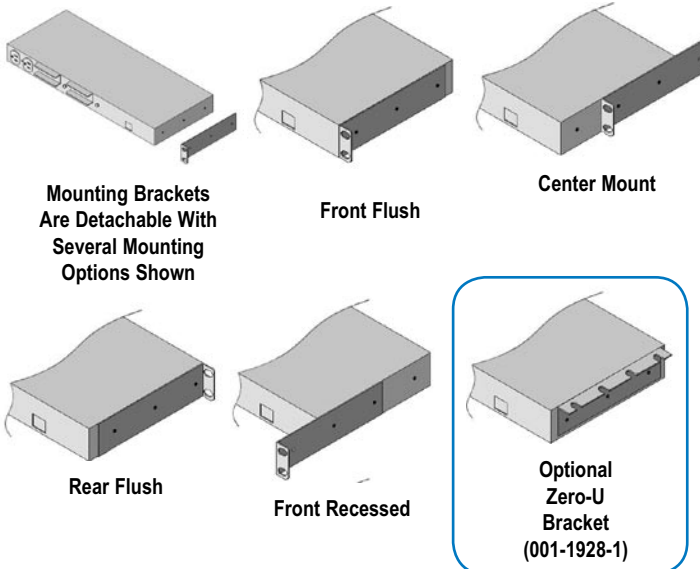 Mounting Brackets
Are Detachable With
Several Mounting
Options Shown
Front Flush
Center Mount
Rear Flush
Front Recessed
Optional
Zero-U
Bracket
(001-1928-1)